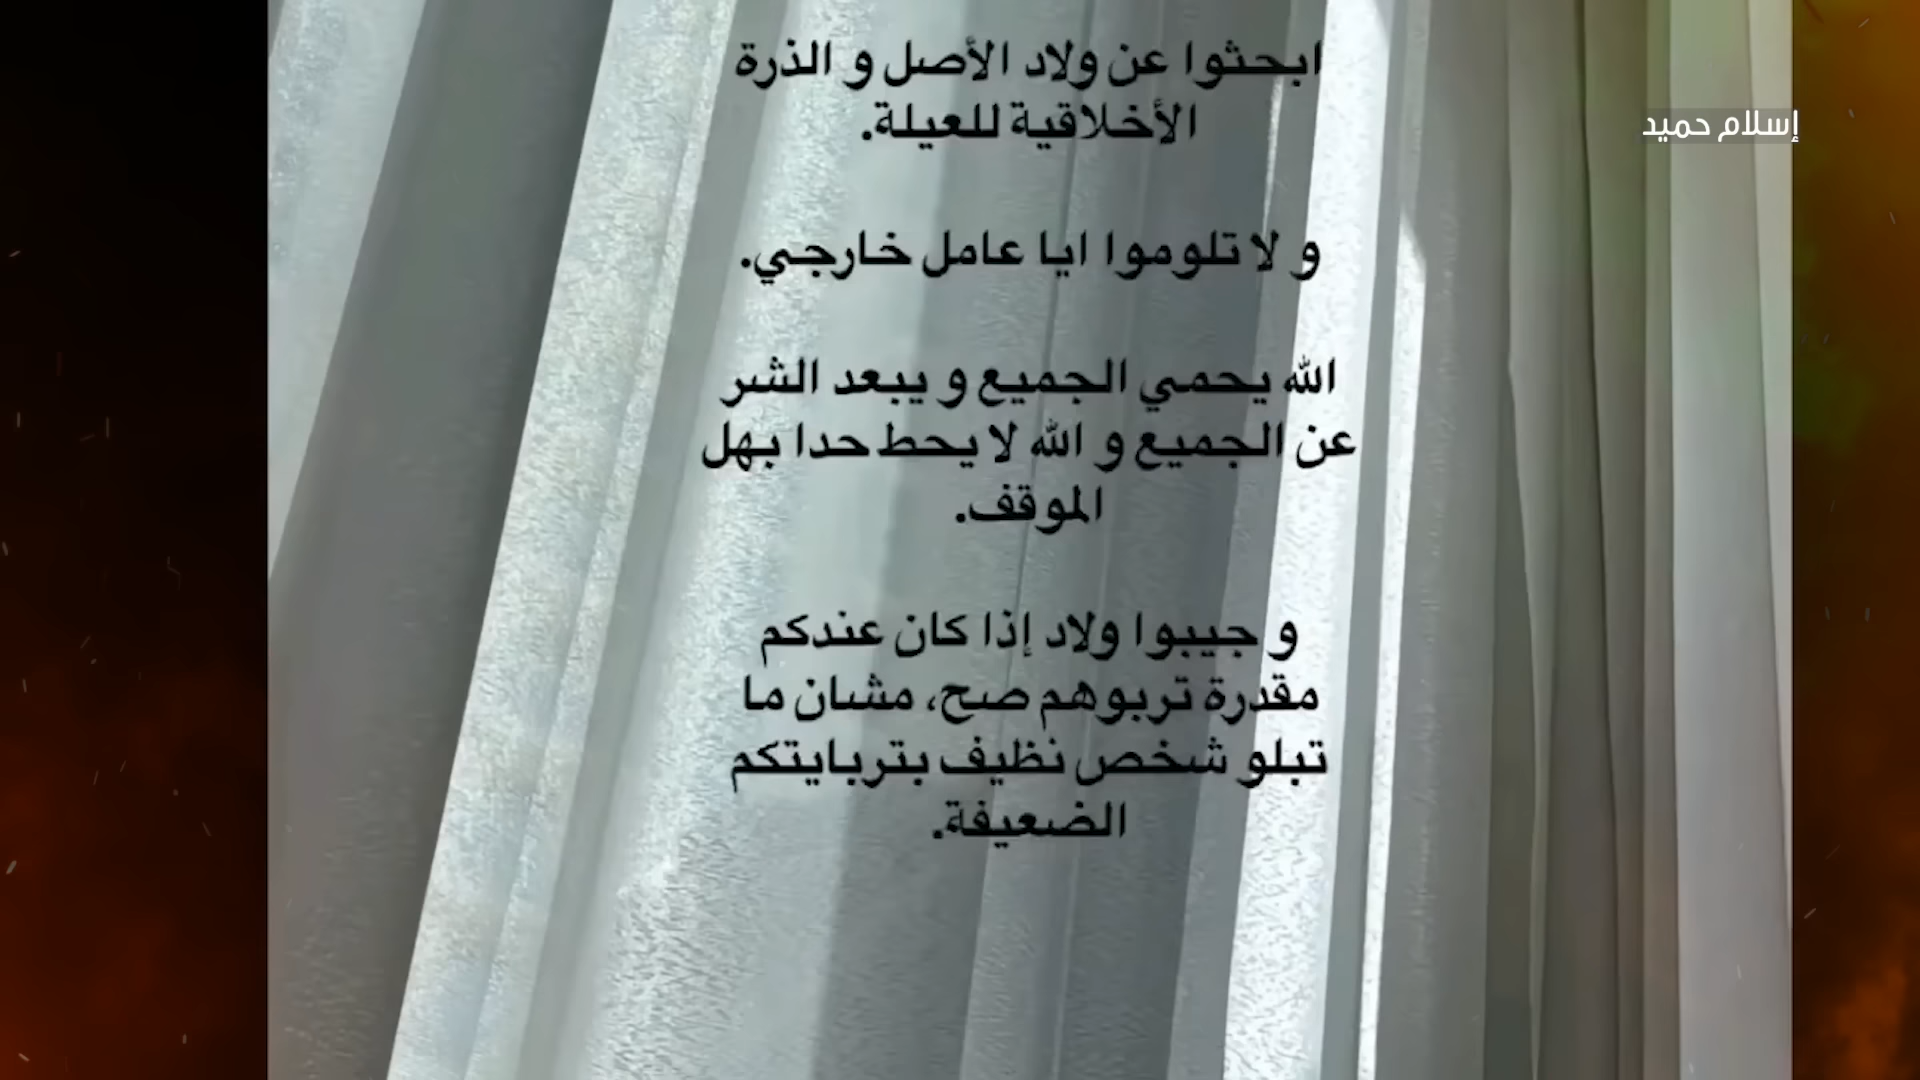 ابحثوا عن ولاد الأصل و الذرة
الأخلاقية للعيلة.
إسلام حميد
و لا تلوموا ايا عامل خارجي.
الله يحمي الجميع و يبعد الشر
عن الجميع و الله لا يحط حدا بهل
الموقف.
و جيبوا ولاد إذا كان عندكم
مقدرة تربوهم صح، مشان ما
تبلو شخص نظيف بتربايتكم
الضعيفة.